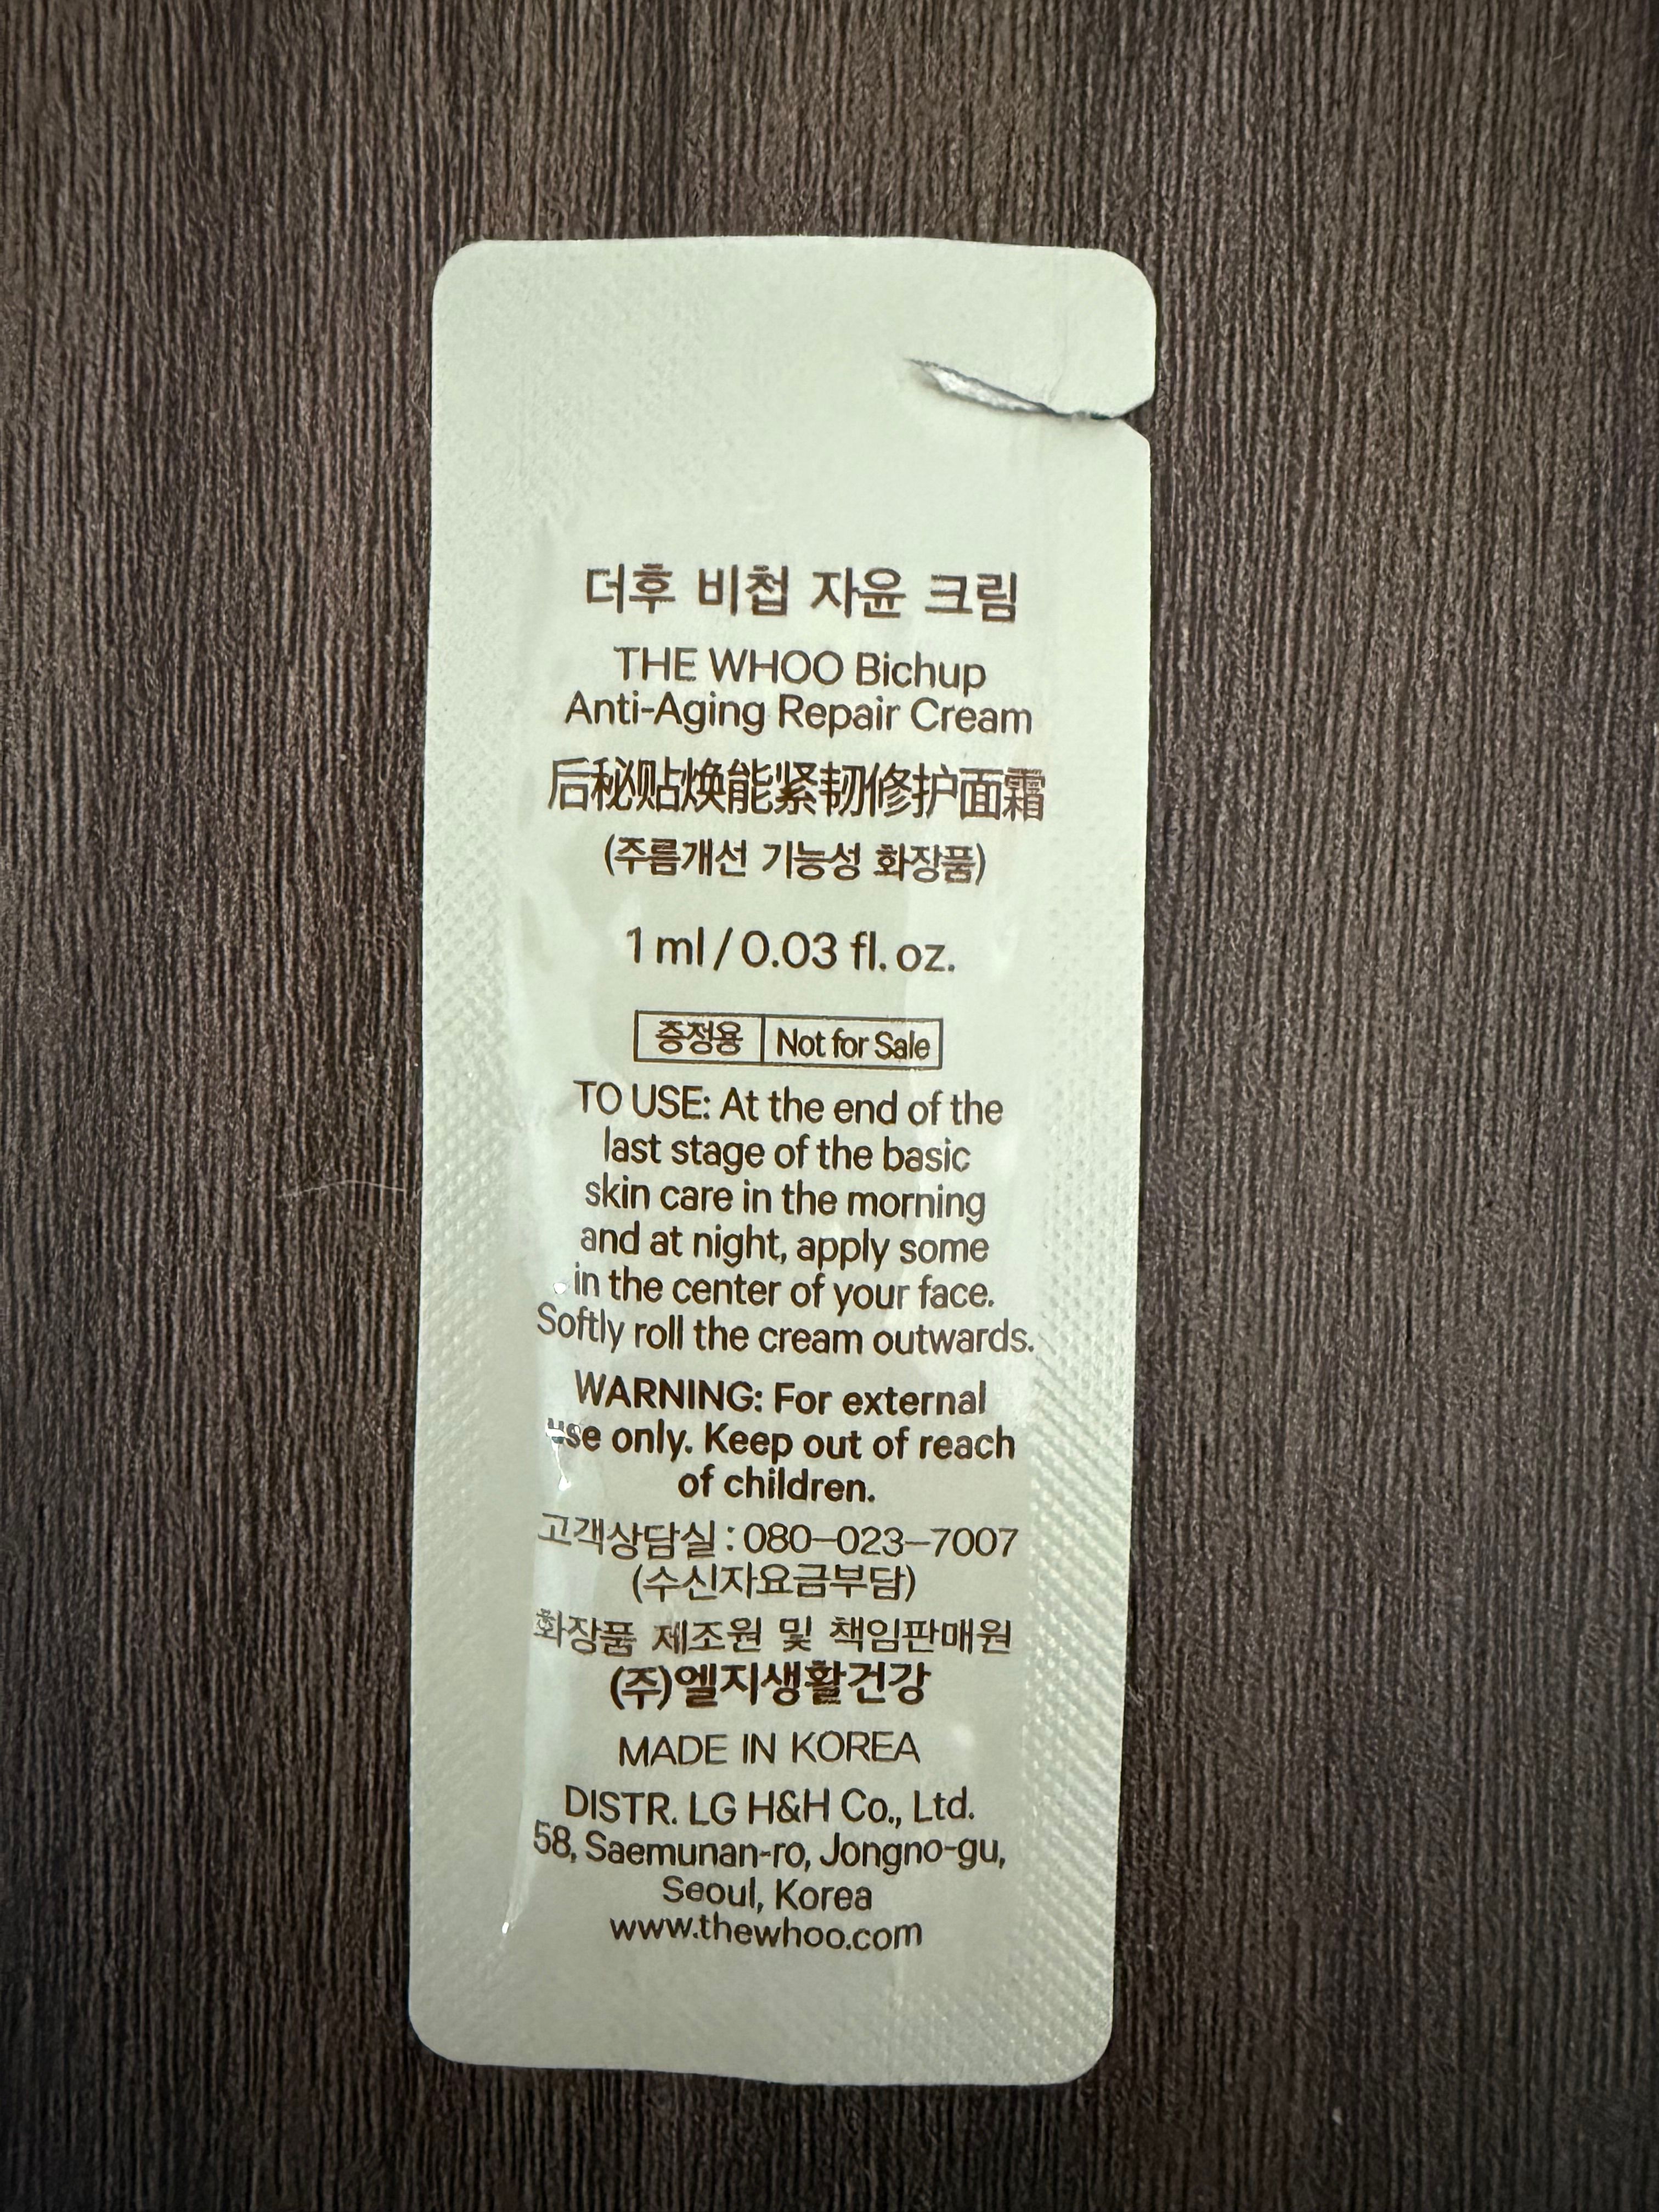 더후 비첩 자윤 크림
THE WHOO Bichup
Anti-Aging Repair Cream
后秘贴焕能紧韧修护面霜
(주름개선 기능성 화장품)
1 ml / 0.03 fl. oz.
증정용 Not for Sale
TO USE: At the end of the
last stage of the basic
skin care in the morning
and at night, apply some
in the center of your face.
Softly roll the cream outwards.
WARNING: For external
use only. Keep out of reach
of children.
고객상담실 : 080-023-7007
(수신자요금부담)
화장품 제조원 및 책임판매원
(주)엘지생활건강
MADE IN KOREA
DISTR. LG H&H Co., Ltd.
58, Saemunan-ro, Jongno-gu,
Seoul, Korea
www.thewhoo.com